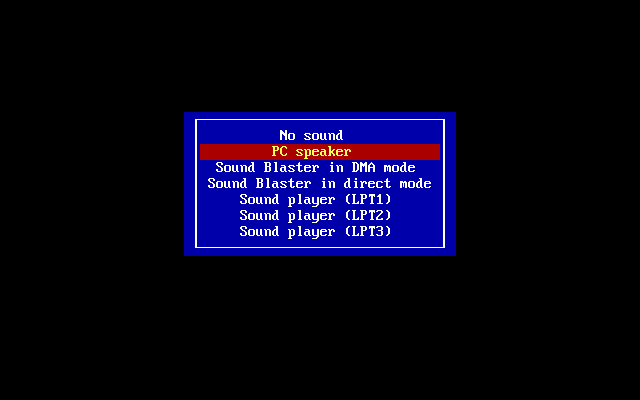 No sound
PC speaker
Sound Blaster in DMA mode
Sound Blaster in direct mode
Sound player (LPT1)
Sound player (LPT2)
Sound player (LPT3)